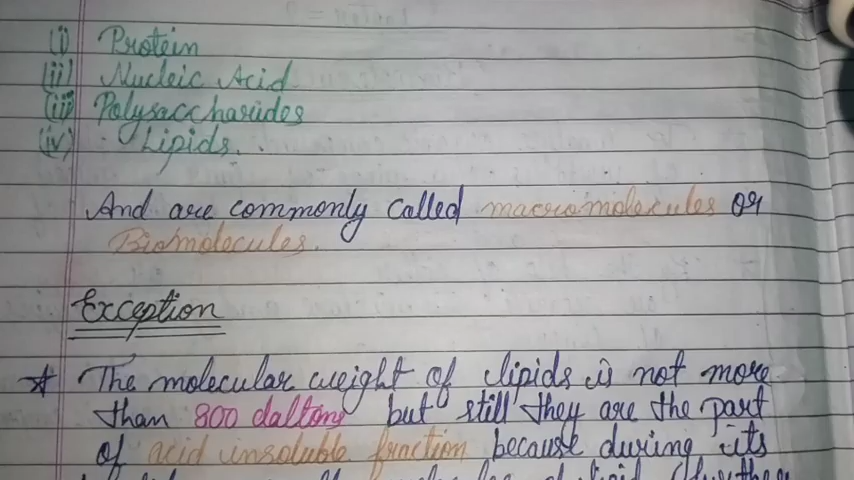 (i) Protein
(ii) Nucleic Acid.
(iii) Polysaccharides
(iv) Lipids.
And are commonly called macromolecules or
Biomolecules.
Exception
* The molecular weight of lipids is not more
than 800 daltons but still they are the part
of acid insoluble fraction because during its